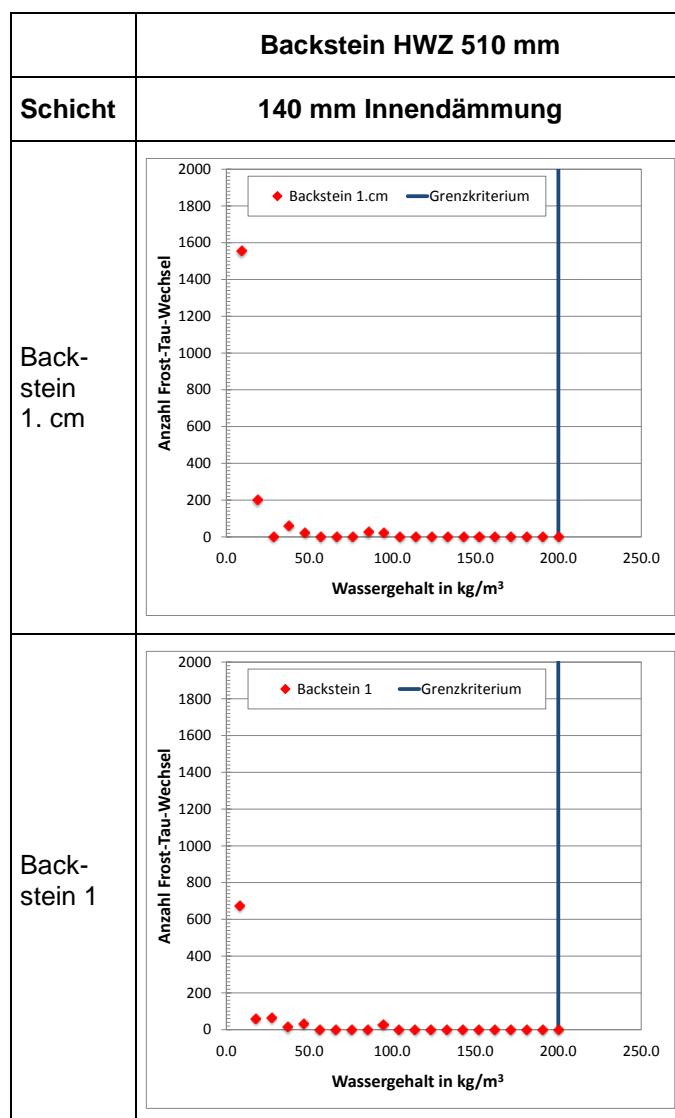 Backstein HWZ 510 mm
Schicht
140 mm Innendämmung
Back-
stein
1. cm
Backstein 1.cm
Grenzkriterium
Anzahl Frost-Tau-Wechsel
2000
1800
1600
1400
1200
1000
800
600
400
200
0
0.0 50.0 100.0 150.0 200.0 250.0
Wassergehalt in kg/m³
Back-
stein 1
Backstein 1
Grenzkriterium
Anzahl Frost-Tau-Wechsel
2000
1800
1600
1400
1200
1000
800
600
400
200
0
0.0 50.0 100.0 150.0 200.0 250.0
Wassergehalt in kg/m³